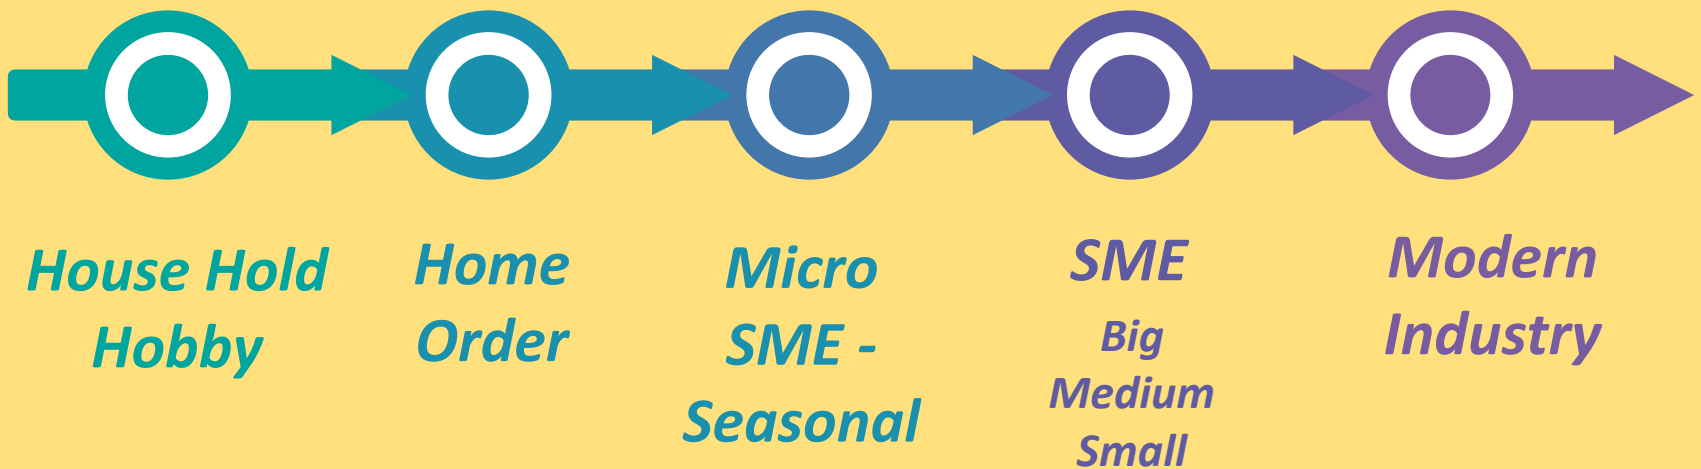 House Hold
Hobby
Home
Order
Micro
SME -
Seasonal
SME
Big
Medium
Small
Modern
Industry